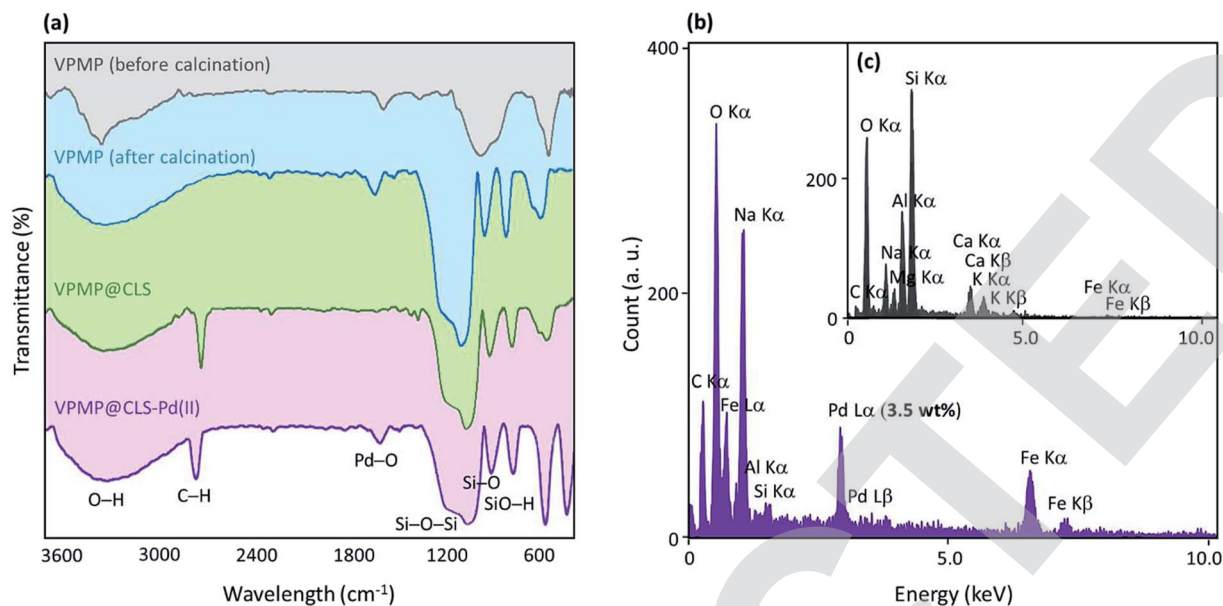 (a)
VPMP (before calcination)
VPMP (after calcination)
VPMP@CLS
VPMP@CLS-Pd(II)
O–H
C–H
Pd–O
Si–O–Si
Si–O
SiO–H
Transmittance (%)
3600 3000 2400 1800 1200 600
Wavelength (cm⁻¹)
(b)
400
200
0
Count (a. u.)
C Kα
O Kα
Fe Lα
Na Kα
Al Kα
Si Kα
Pd Lα (3.5 wt%)
Pd Lβ
Fe Kα
Fe Kβ
0 5.0 10.0
Energy (keV)
(c)
200
0
C Kα
O Kα
Na Kα
Mg Kα
Al Kα
Si Kα
Ca Kα
Ca Kβ
K Kα
K Kβ
Fe Kα
Fe Kβ
0 5.0 10.0